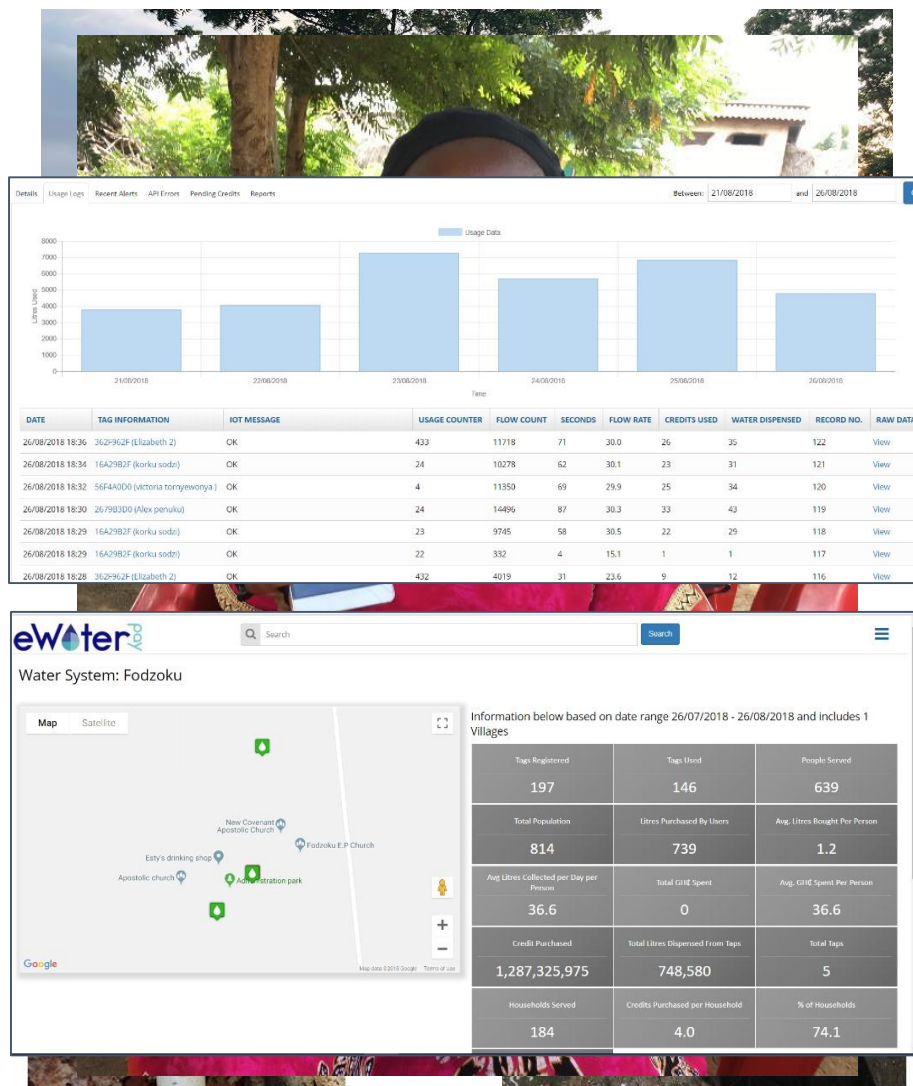 Details Usage Logs Recent Alerts API Errors Pending Credits Reports Between: 21/08/2018 and 26/08/2018
Usage Data
8000
7000
6000
5000
4000
3000
2000
1000
0
Litres Used
21/08/2018 22/08/2018 23/08/2018 24/08/2018 25/08/2018 26/08/2018
Time
DATE TAG INFORMATION IOT MESSAGE USAGE COUNTER FLOW COUNT SECONDS FLOW RATE CREDITS USED WATER DISPENSED RECORD NO. RAW DATA
26/08/2018 18:36 362F962F (Elizabeth 2) OK 433 11718 71 30.0 26 35 122 View
26/08/2018 18:34 16A29B2F (korku sodzi) OK 24 10278 62 30.1 23 31 121 View
26/08/2018 18:32 56F4A0D0 (victoria tornyewonya ) OK 4 11350 69 29.9 25 34 120 View
26/08/2018 18:30 2679B3D0 (Alex penuku) OK 24 14496 87 30.3 33 43 119 View
26/08/2018 18:29 16A29B2F (korku sodzi) OK 23 9745 58 30.5 22 29 118 View
26/08/2018 18:29 16A29B2F (korku sodzi) OK 22 332 4 15.1 1 1 117 View
26/08/2018 18:28 362F962F (Elizabeth 2) OK 432 4019 31 23.6 9 12 116 View
eWater pay
Search Search
Water System: Fodzoku
Map Satellite
New Covenant
Apostolic Church
Fodzoku E.P Church
Esty's drinking shop
Apostolic church
Administration park
Google
Map data ©2018 Google Terms of Use
Information below based on date range 26/07/2018 - 26/08/2018 and includes 1
Villages
Tags Registered Tags Used People Served
197 146 639
Total Population Litres Purchased By Users Avg. Litres Bought Per Person
814 739 1.2
Avg Litres Collected per Day per
Person
Total GH₵ Spent Avg. GH₵ Spent Per Person
36.6 0 36.6
Credit Purchased Total Litres Dispensed From Taps Total Taps
1,287,325,975 748,580 5
Households Served Credits Purchased per Household % of Households
184 4.0 74.1